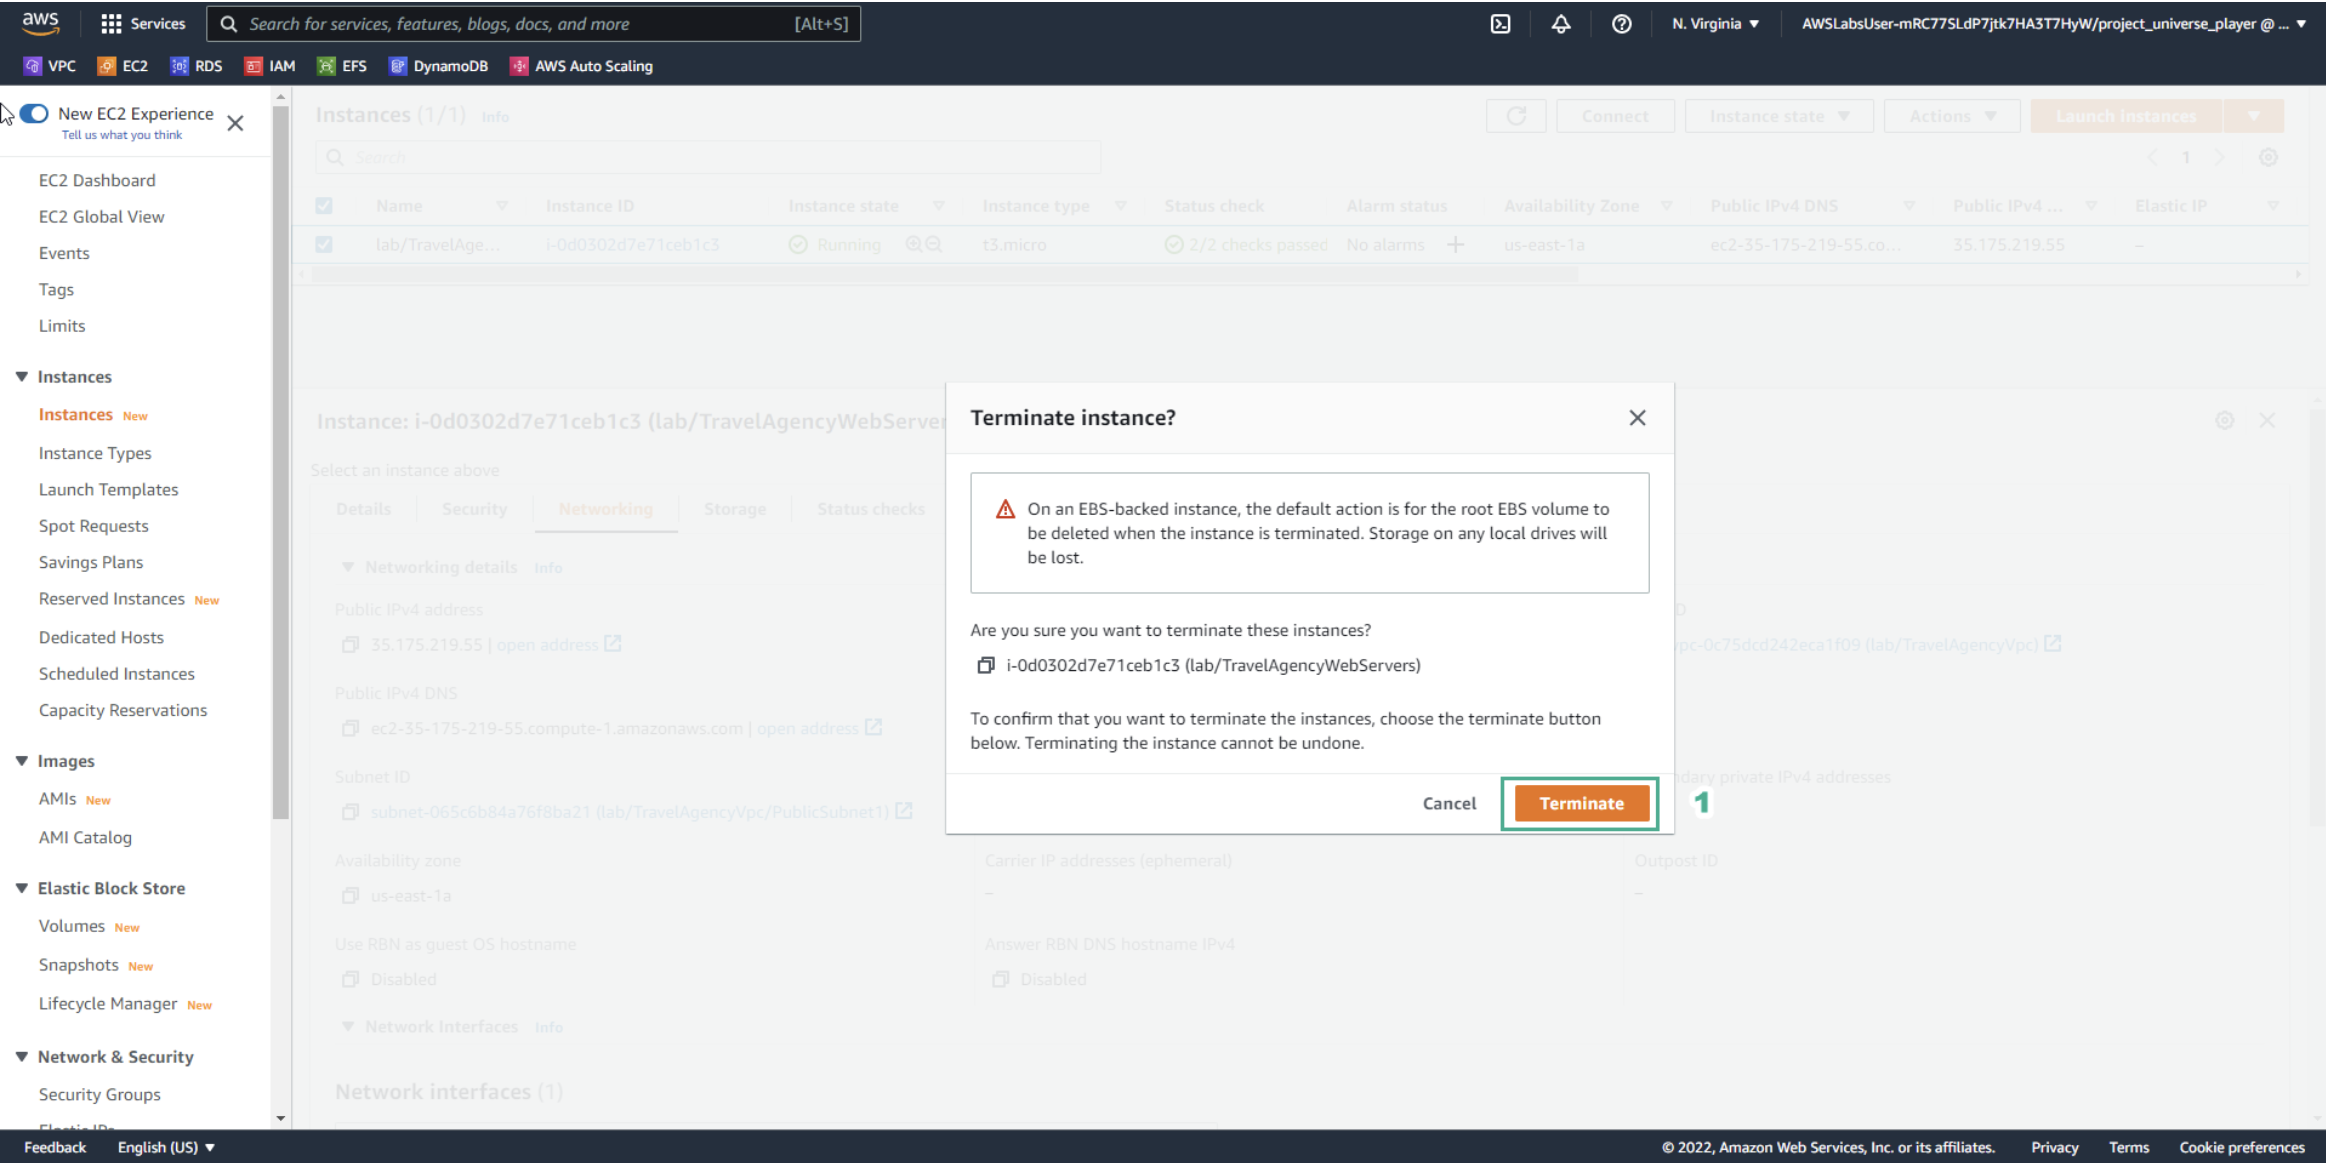 aws
Services
Search for services, features, blogs, docs, and more
[Alt+S]
N. Virginia ▼
AWSLabsUser-mRC77SLdP7jtk7HA3T7HyW/project_universe_player @ ... ▼
VPC EC2 RDS IAM EFS DynamoDB AWS Auto Scaling
New EC2 Experience
Tell us what you think
EC2 Dashboard
EC2 Global View
Events
Tags
Limits
Instances
Instances New
Instance Types
Launch Templates
Spot Requests
Savings Plans
Reserved Instances New
Dedicated Hosts
Scheduled Instances
Capacity Reservations
Images
AMIs New
AMI Catalog
Elastic Block Store
Volumes New
Snapshots New
Lifecycle Manager New
Network & Security
Security Groups
Elastic IPs
Instances (1/1) Info
Connect
Instance state ▼
Actions ▼
Launch instances
Search
1
Name Instance ID Instance state Instance type Status check Alarm status Availability Zone Public IPv4 DNS Public IPv4 ... Elastic IP
lab/TravelAge... i-0d0302d7e71ceb1c3 Running t3.micro 2/2 checks passed No alarms + us-east-1a ec2-35-175-219-55.co... 35.175.219.55 –
Instance: i-0d0302d7e71ceb1c3 (lab/TravelAgencyWebServer
Select an instance above
Details Security Networking Storage Status checks
Networking details Info
Public IPv4 address
35.175.219.55 | open address
vpc-0c75dcd242eca1f09 (lab/TravelAgencyVpc)
Public IPv4 DNS
ec2-35-175-219-55.compute-1.amazonaws.com | open address
Subnet ID
ndary private IPv4 addresses
subnet-065c6b84a76f8ba21 (lab/TravelAgencyVpc/PublicSubnet1)
Availability zone
Carrier IP addresses (ephemeral)
Outpost ID
us-east-1a
–
–
Use RBN as guest OS hostname
Answer RBN DNS hostname IPv4
Disabled
Disabled
Network Interfaces Info
Network interfaces (1)
Terminate instance?
On an EBS-backed instance, the default action is for the root EBS volume to
be deleted when the instance is terminated. Storage on any local drives will
be lost.
Are you sure you want to terminate these instances?
i-0d0302d7e71ceb1c3 (lab/TravelAgencyWebServers)
To confirm that you want to terminate the instances, choose the terminate button
below. Terminating the instance cannot be undone.
Cancel
Terminate
1
Feedback
English (US) ▼
© 2022, Amazon Web Services, Inc. or its affiliates.
Privacy
Terms
Cookie preferences